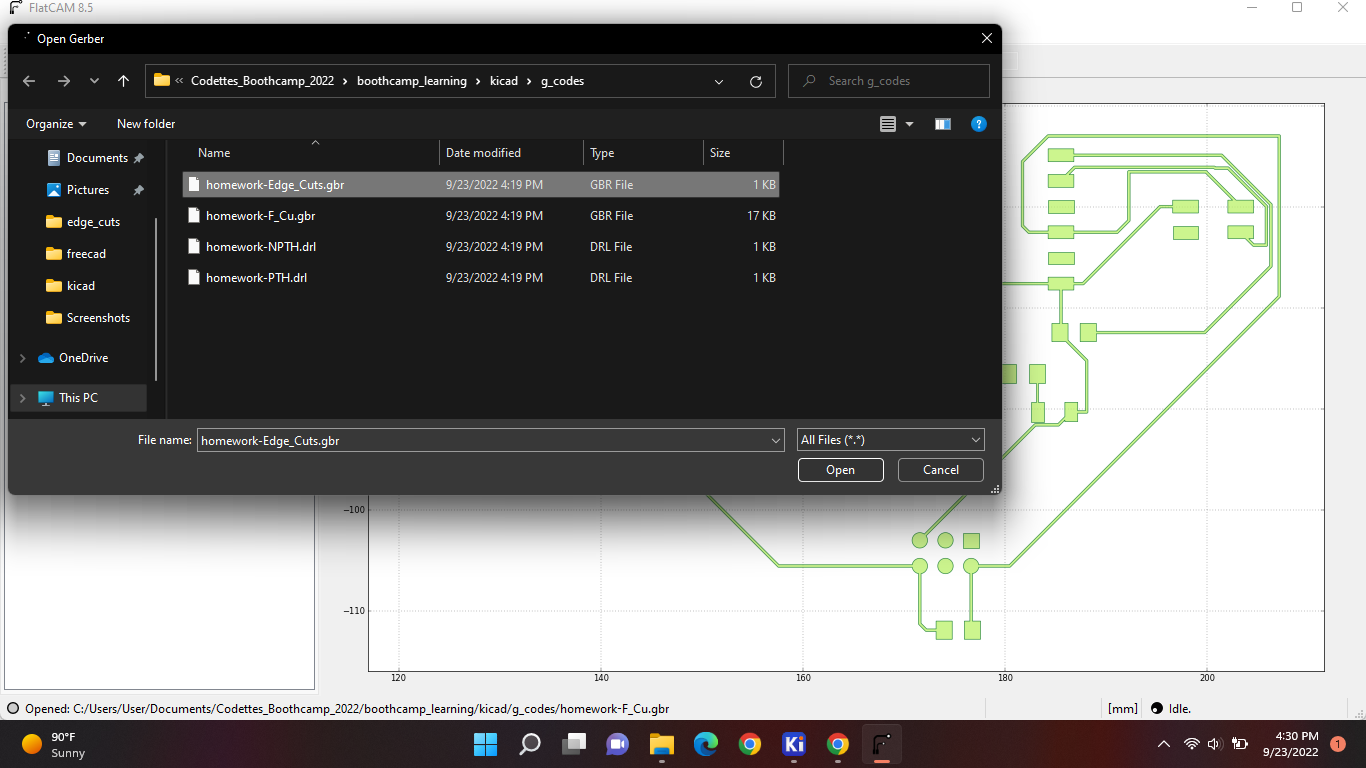 FlatCAM 8.5
Open Gerber
« Codettes_Boothcamp_2022 > boothcamp_learning > kicad > g_codes
Search g_codes
Organize
New folder
?
Name Date modified Type Size
Documents
Pictures
edge_cuts
freecad
kicad
Screenshots
OneDrive
This PC
homework-Edge_Cuts.gbr 9/23/2022 4:19 PM GBR File 1 KB
homework-F_Cu.gbr 9/23/2022 4:19 PM GBR File 17 KB
homework-NPTH.drl 9/23/2022 4:19 PM DRL File 1 KB
homework-PTH.drl 9/23/2022 4:19 PM DRL File 1 KB
File name: homework-Edge_Cuts.gbr
All Files (*.*)
Open Cancel
−100
−110
120 140 160 180 200
Opened: C:/Users/User/Documents/Codettes_Boothcamp_2022/boothcamp_learning/kicad/g_codes/homework-F_Cu.gbr
[mm] Idle.
90°F
Sunny
Ki
4:30 PM
9/23/2022
1